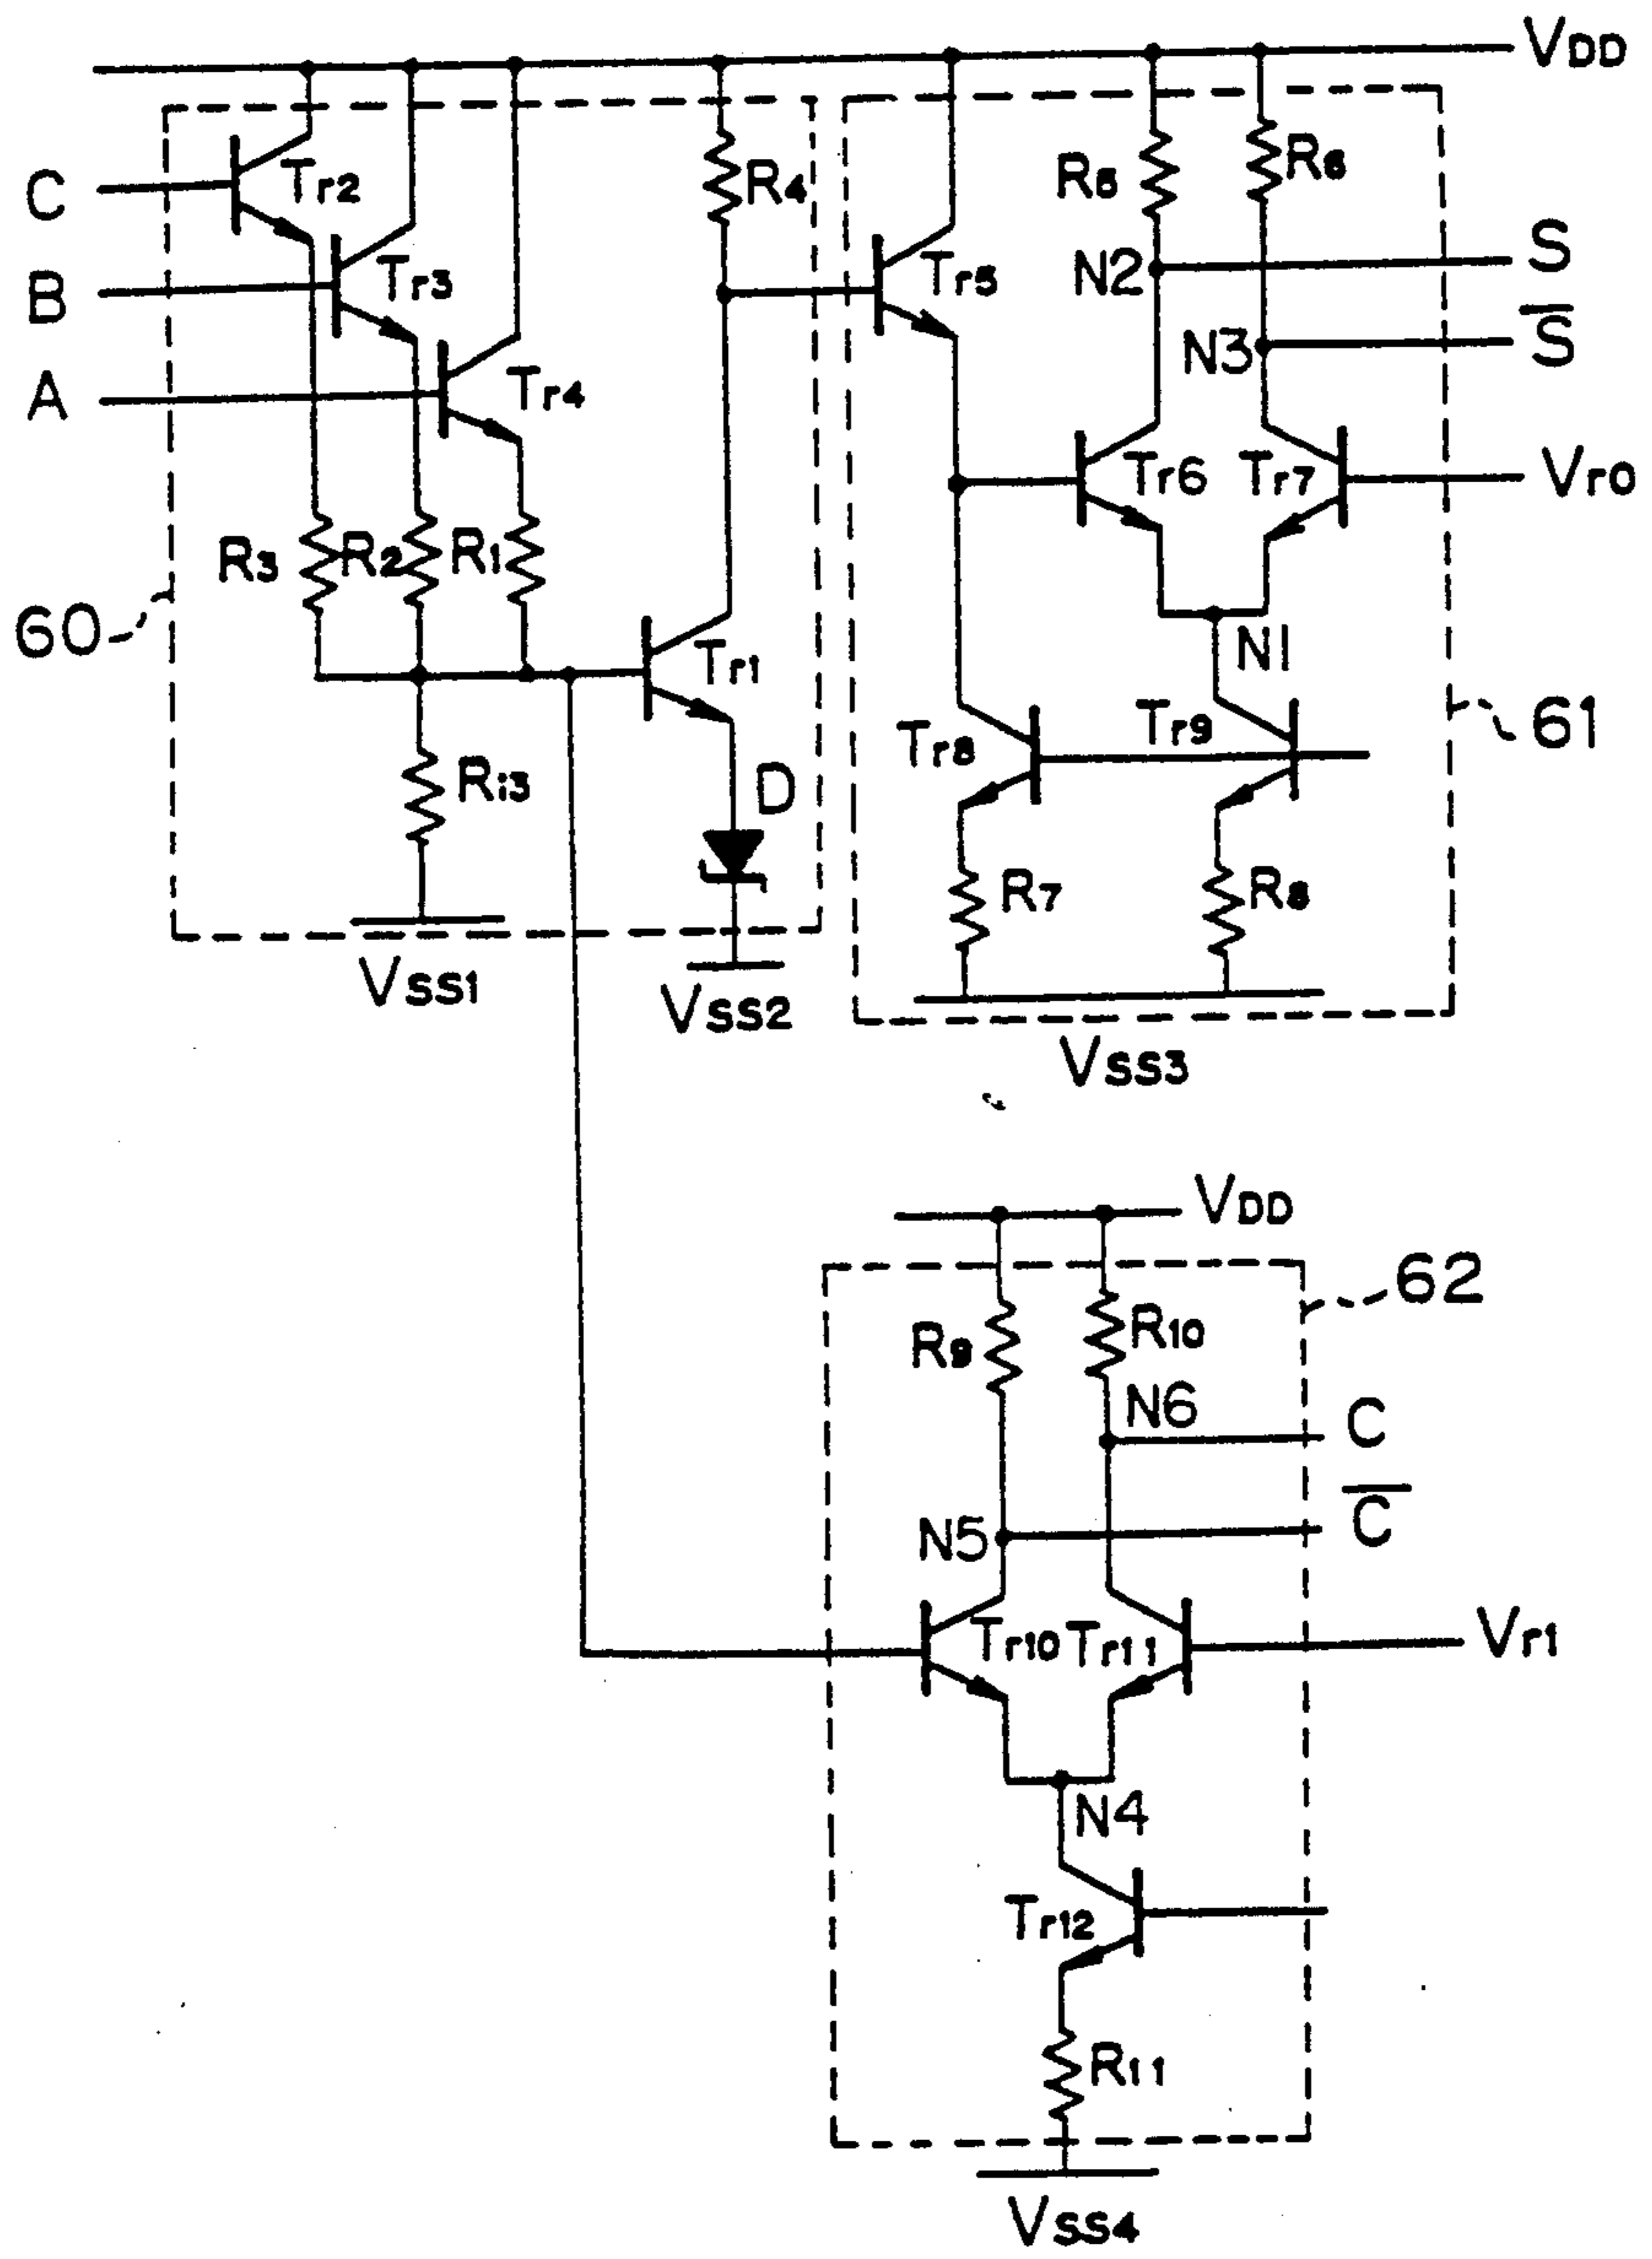 VDD
C
Tr2
R4
R5
R6
B
Tr3
Tr5
N2
S
A
Tr4
N3
S̅
Tr6
Tr7
Vr0
R3
R2
R1
60
Tr1
N1
Tr8
Tr9
61
Ri3
D
R7
R8
VSS1
VSS2
VSS3
VDD
62
R9
R10
N6
C
N5
C̅
Tr10
Tr11
Vr1
N4
Tr12
R11
VSS4